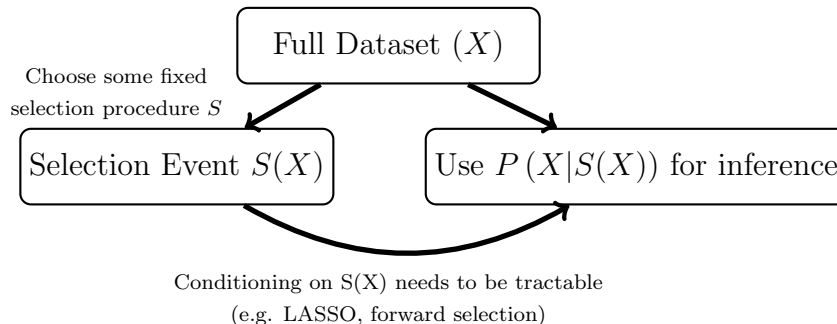 Full Dataset (X)
Choose some fixed
selection procedure S
Selection Event S(X)
Use P (X|S(X)) for inference
Conditioning on S(X) needs to be tractable
(e.g. LASSO, forward selection)